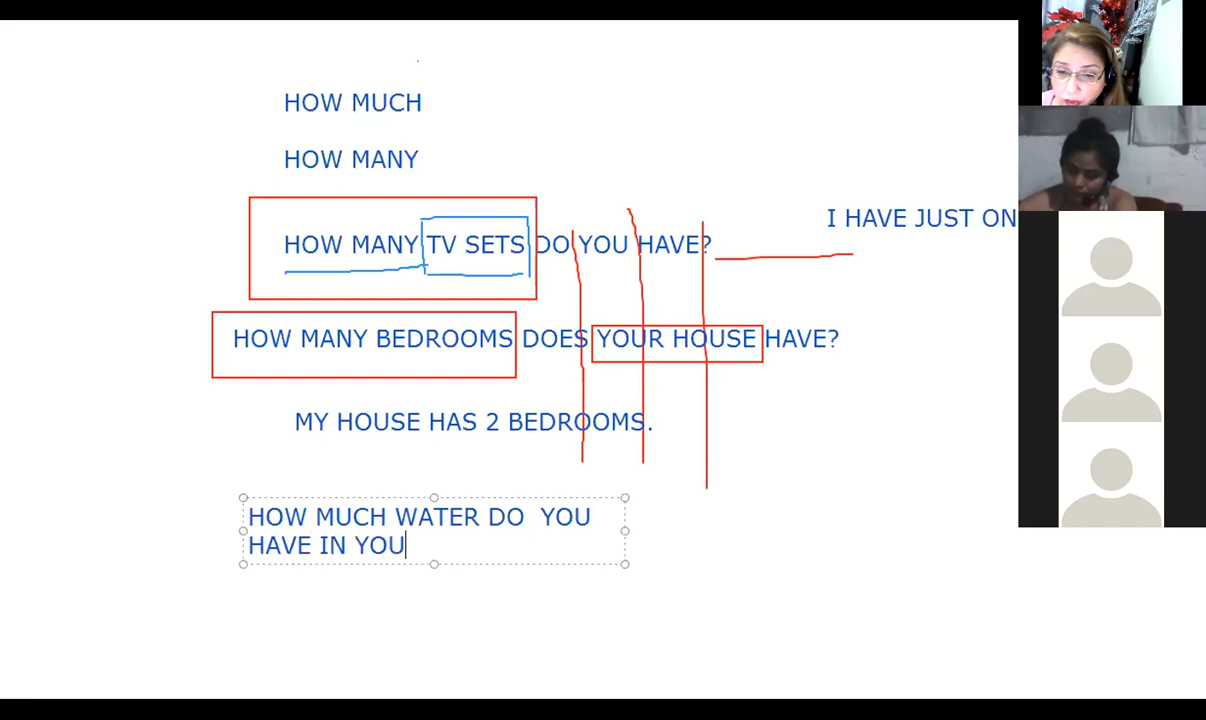 HOW MUCH
HOW MANY
I HAVE JUST ON
HOW MANY TV SETS DO YOU HAVE?
HOW MANY BEDROOMS DOES YOUR HOUSE HAVE?
MY HOUSE HAS 2 BEDROOMS.
HOW MUCH WATER DO YOU
HAVE IN YOU